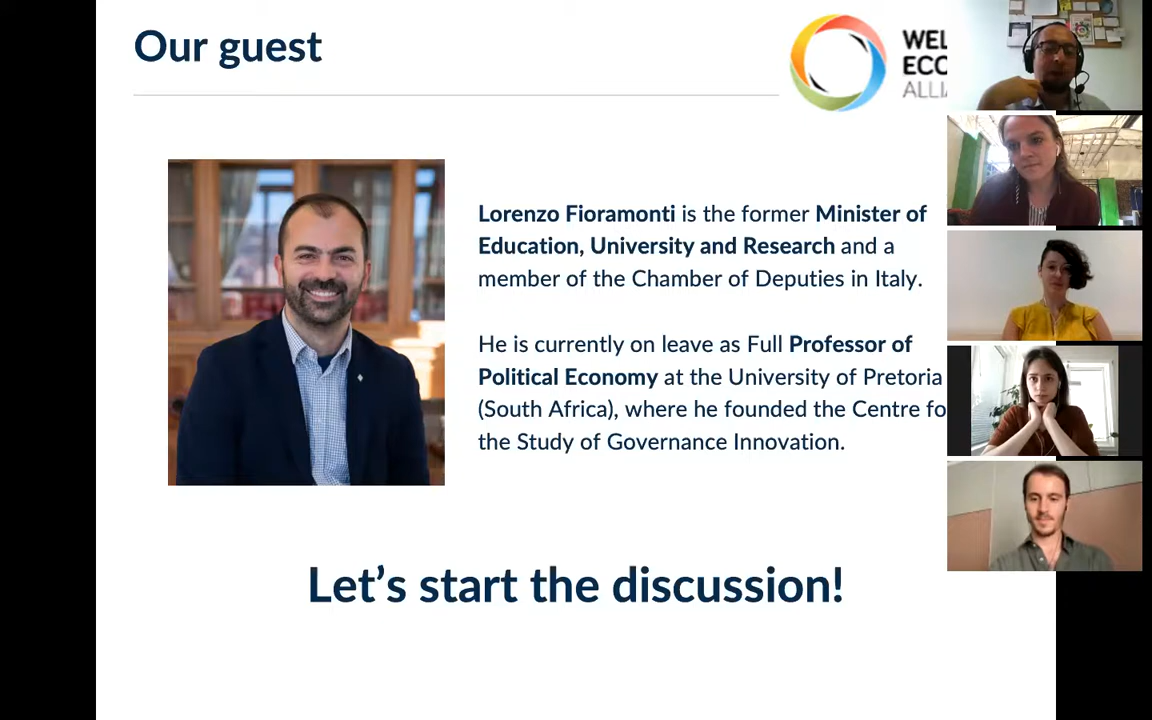 Our guest
WEL
ECO
ALLI
Lorenzo Fioramonti is the former Minister of
Education, University and Research and a
member of the Chamber of Deputies in Italy.
He is currently on leave as Full Professor of
Political Economy at the University of Pretoria
(South Africa), where he founded the Centre fo
the Study of Governance Innovation.
Let’s start the discussion!